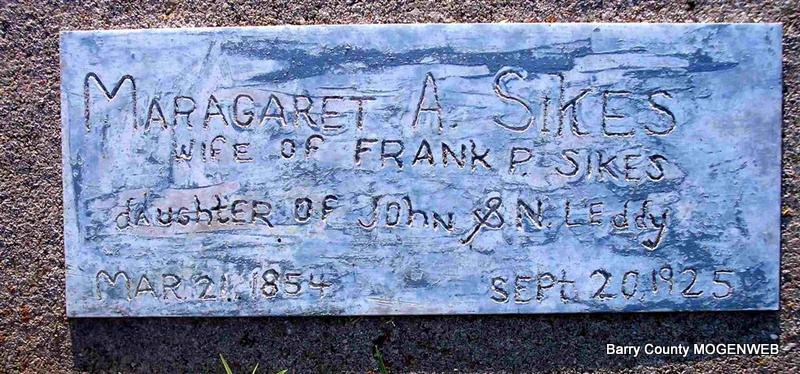 MARAGARET A. SIKES
WIFE OF FRANK P. SIKES
daughtER OF JOhN & N. LEddy
MAR. 21, 1854 SEPt. 20, 1925
Barry County MOGENWEB